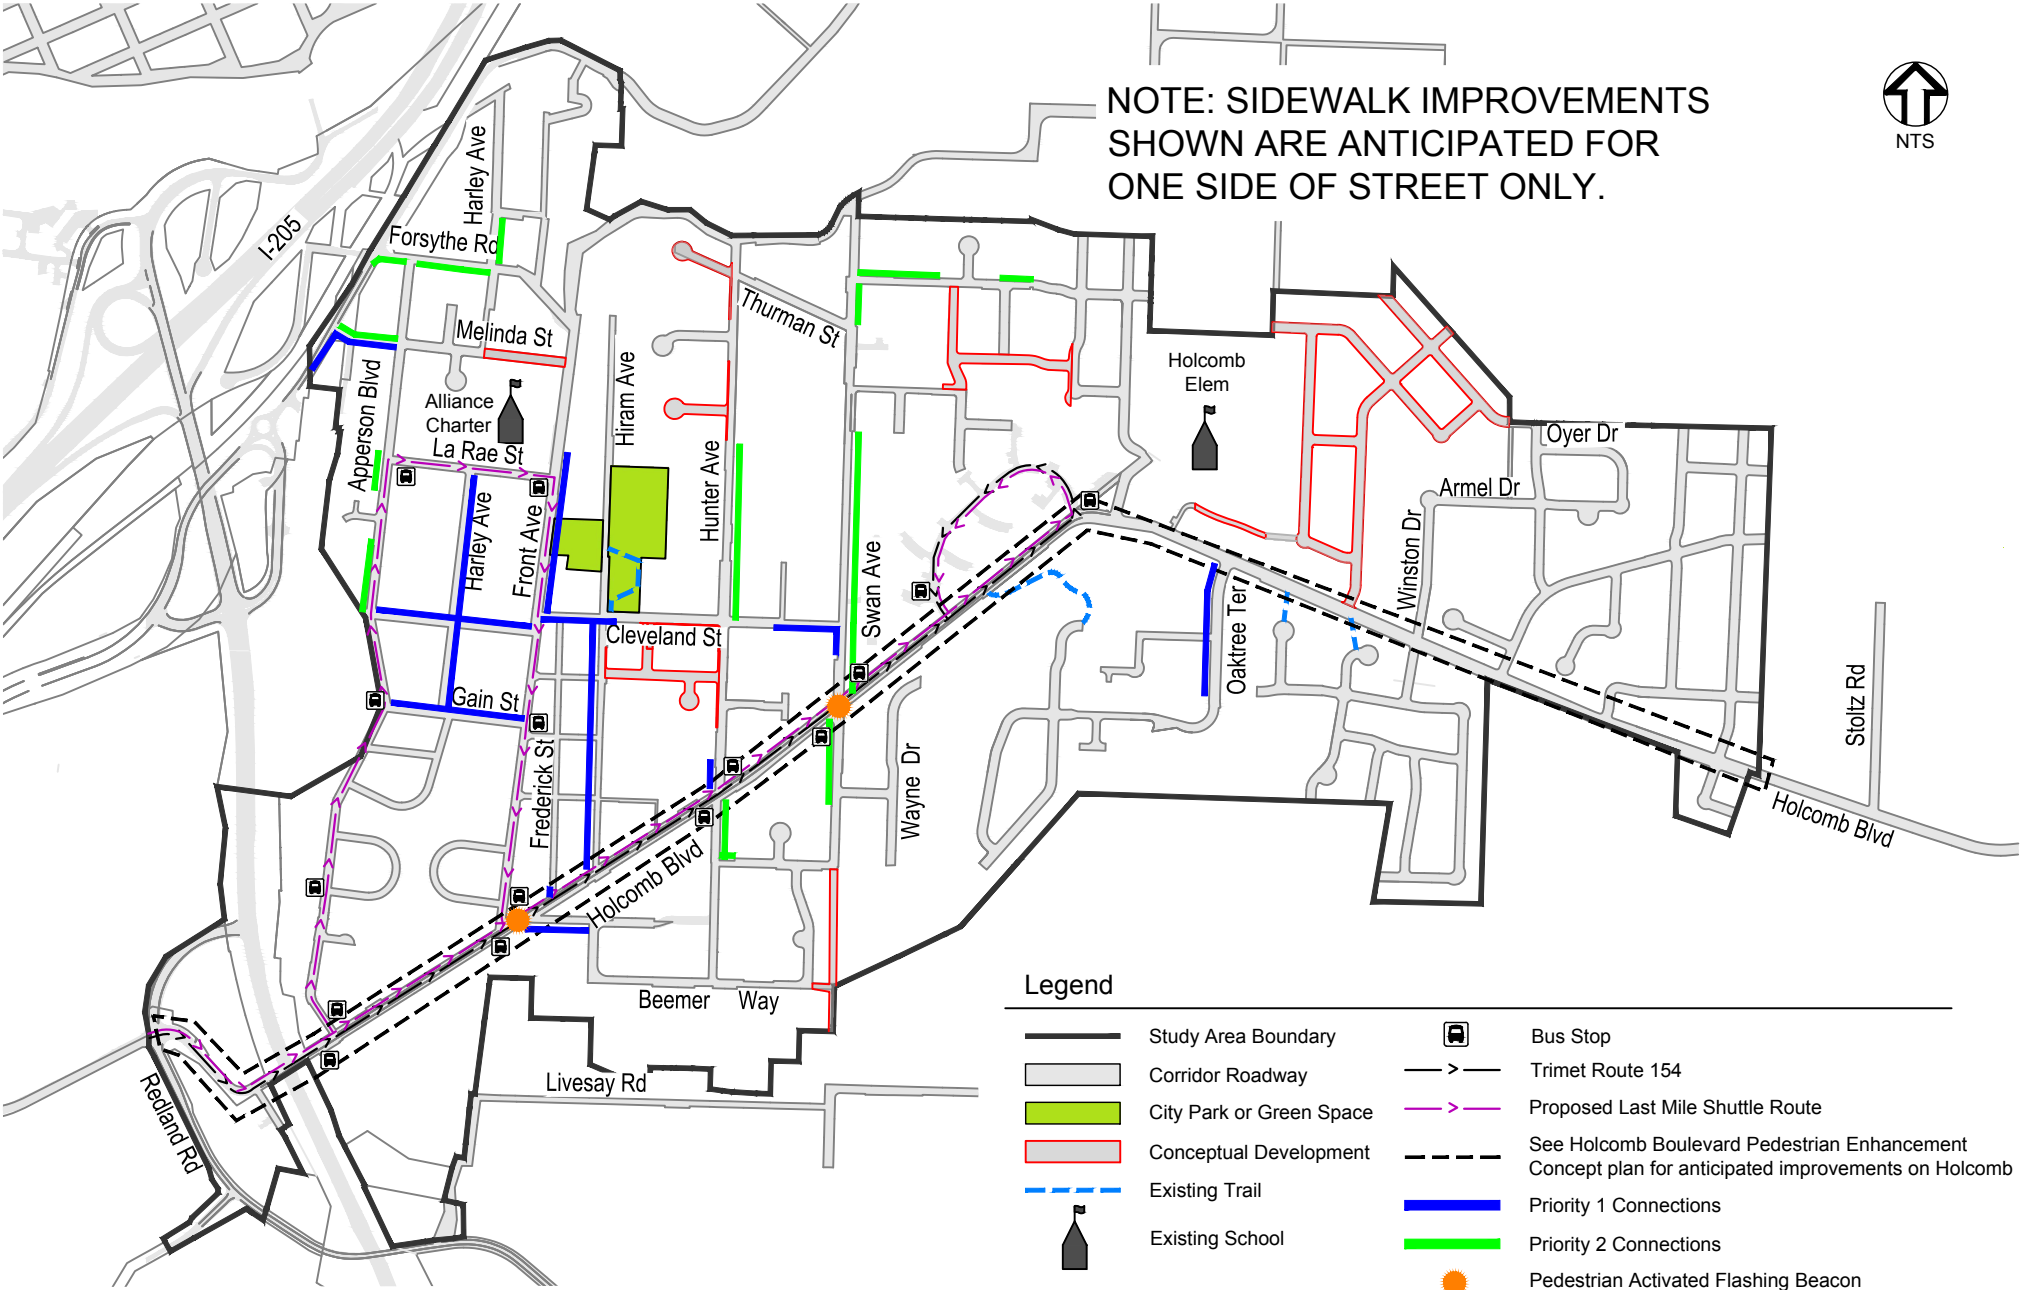 NOTE: SIDEWALK IMPROVEMENTS
SHOWN ARE ANTICIPATED FOR
ONE SIDE OF STREET ONLY.
NTS
I-205
Harley Ave
Forsythe Rd
Melinda St
Thurman St
Hiram Ave
Apperson Blvd
Alliance
Charter
La Rae St
Holcomb
Elem
Oyer Dr
Armel Dr
Hunter Ave
Harley Ave
Front Ave
Swan Ave
Winston Dr
Cleveland St
Oaktree Ter
Gain St
Stoltz Rd
Frederick St
Wayne Dr
Holcomb Blvd
Holcomb Blvd
Beemer Way
Redland Rd
Livesay Rd
Legend
Study Area Boundary
Corridor Roadway
City Park or Green Space
Conceptual Development
Existing Trail
Existing School
Bus Stop
Trimet Route 154
Proposed Last Mile Shuttle Route
See Holcomb Boulevard Pedestrian Enhancement
Concept plan for anticipated improvements on Holcomb
Priority 1 Connections
Priority 2 Connections
Pedestrian Activated Flashing Beacon